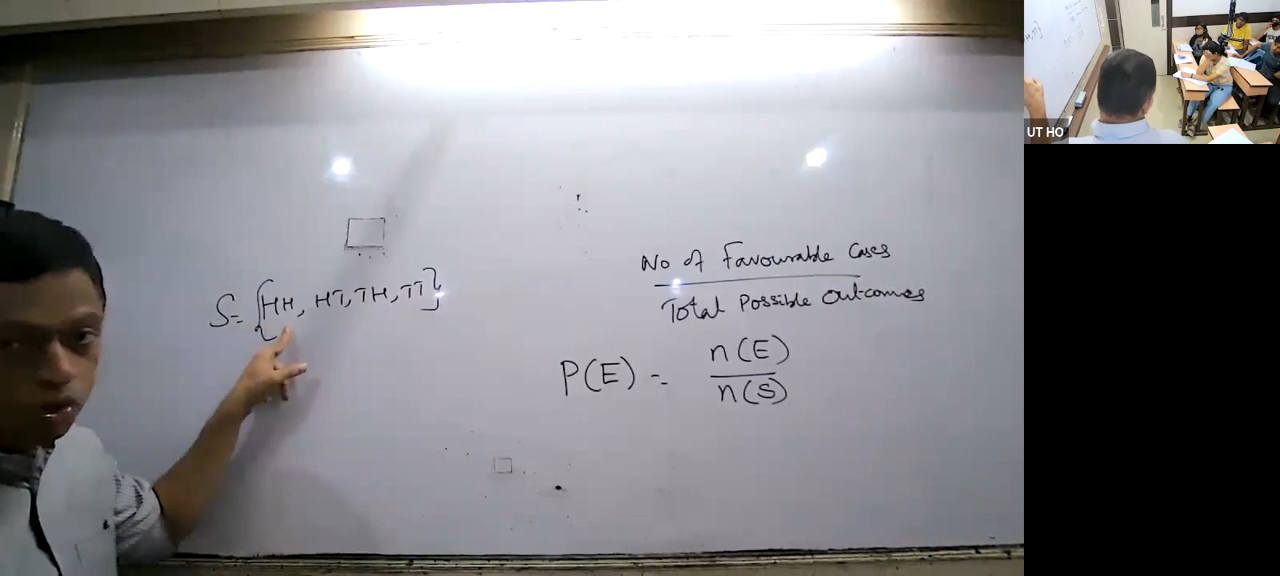 S= {HH, HT, TH, TT}
No of Favourable Cases
Total Possible Outcomes
P(E) = n(E)
n(S)
UT HO